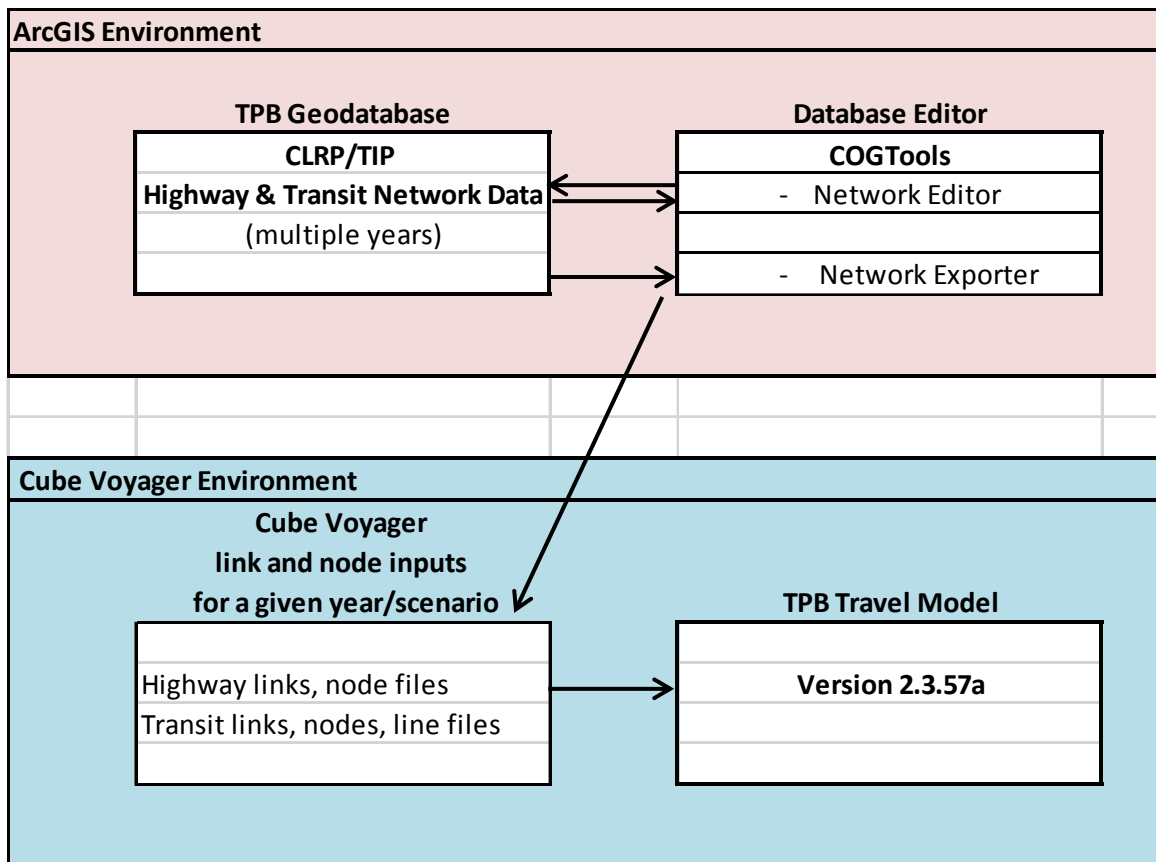 ArcGIS Environment
TPB Geodatabase
CLRP/TIP
Highway & Transit Network Data
(multiple years)
Database Editor
COGTools
- Network Editor
- Network Exporter
Cube Voyager Environment
Cube Voyager
link and node inputs
for a given year/scenario
Highway links, node files
Transit links, nodes, line files
TPB Travel Model
Version 2.3.57a